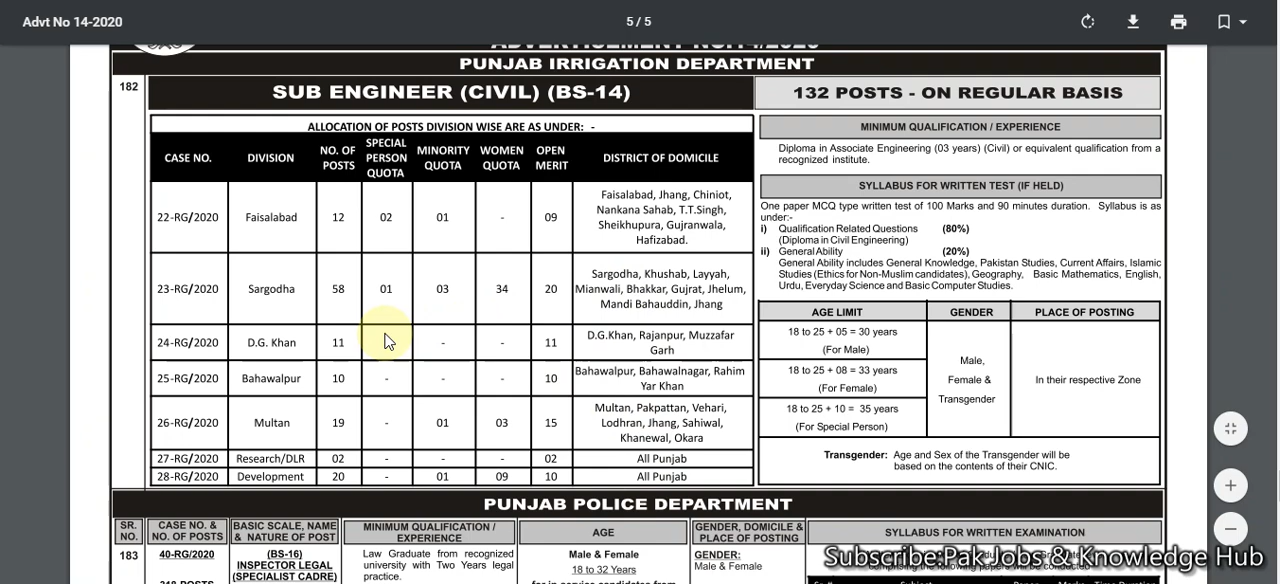 Advt No 14-2020
5 / 5
ADVERTISEMENT NO.14/2020
PUNJAB IRRIGATION DEPARTMENT
182
SUB ENGINEER (CIVIL) (BS-14)
132 POSTS - ON REGULAR BASIS
ALLOCATION OF POSTS DIVISION WISE ARE AS UNDER: -
CASE NO. DIVISION NO. OF POSTS SPECIAL PERSON QUOTA MINORITY QUOTA WOMEN QUOTA OPEN MERIT DISTRICT OF DOMICILE
22-RG/2020 Faisalabad 12 02 01 - 09 Faisalabad, Jhang, Chiniot,
Nankana Sahab, T.T.Singh,
Sheikhupura, Gujranwala,
Hafizabad.
23-RG/2020 Sargodha 58 01 03 34 20 Sargodha, Khushab, Layyah,
Mianwali, Bhakkar, Gujrat, Jhelum,
Mandi Bahauddin, Jhang
24-RG/2020 D.G. Khan 11 - - 11 D.G.Khan, Rajanpur, Muzzafar
Garh
25-RG/2020 Bahawalpur 10 - - - 10 Bahawalpur, Bahawalnagar, Rahim
Yar Khan
26-RG/2020 Multan 19 - 01 03 15 Multan, Pakpattan, Vehari,
Lodhran, Jhang, Sahiwal,
Khanewal, Okara
27-RG/2020 Research/DLR 02 - - - 02 All Punjab
28-RG/2020 Development 20 - 01 09 10 All Punjab
MINIMUM QUALIFICATION / EXPERIENCE
Diploma in Associate Engineering (03 years) (Civil) or equivalent qualification from a
recognized institute.
SYLLABUS FOR WRITTEN TEST (IF HELD)
One paper MCQ type written test of 100 Marks and 90 minutes duration. Syllabus is as
under:-
i) Qualification Related Questions (80%)
(Diploma in Civil Engineering)
ii) General Ability (20%)
General Ability includes General Knowledge, Pakistan Studies, Current Affairs, Islamic
Studies (Ethics for Non-Muslim candidates), Geography, Basic Mathematics, English,
Urdu, Everyday Science and Basic Computer Studies.
AGE LIMIT GENDER PLACE OF POSTING
18 to 25 + 05 = 30 years
(For Male)
18 to 25 + 08 = 33 years
(For Female)
18 to 25 + 10 = 35 years
(For Special Person)
Male,
Female &
Transgender
In their respective Zone
Transgender: Age and Sex of the Transgender will be
based on the contents of their CNIC.
PUNJAB POLICE DEPARTMENT
SR. NO. CASE NO. & NO. OF POSTS BASIC SCALE, NAME & NATURE OF POST MINIMUM QUALIFICATION / EXPERIENCE AGE GENDER, DOMICILE & PLACE OF POSTING SYLLABUS FOR WRITTEN EXAMINATION
183
40-RG/2020
(BS-16)
INSPECTOR LEGAL
(SPECIALIST CADRE)
Law Graduate from recognized
university with Two Years legal
practice.
Male & Female
18 to 32 Years
GENDER:
Male & Female
Subscribe:Pak Jobs & Knowledge Hub